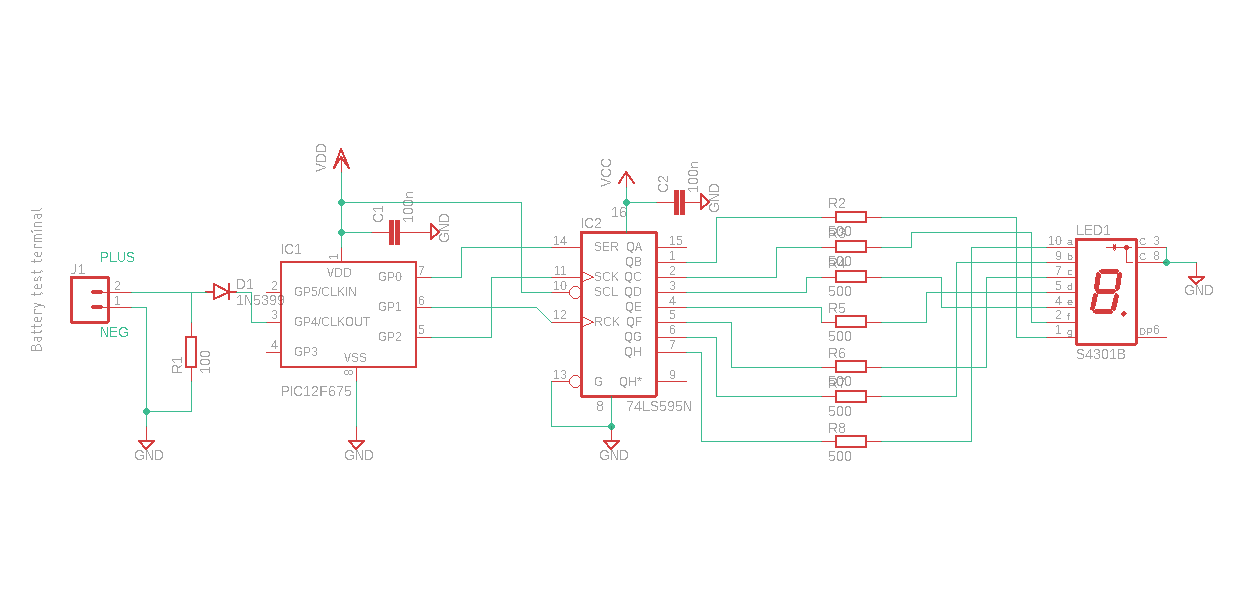 Battery test terminal
J1
PLUS
2
1
NEG
R1
100
GND
D1
1N5399
VDD
C1
100n
GND
IC1
1
VDD
2
GP5/CLKIN
3
GP4/CLKOUT
4
GP3
GP0
7
GP1
6
GP2
5
VSS
8
PIC12F675
GND
VCC
C2
100n
GND
16
IC2
14
SER
11
SCK
10
SCL
12
RCK
13
G
QA
15
QB
1
QC
2
QD
3
QE
4
QF
5
QG
6
QH
7
QH*
9
8
74LS595N
GND
R2
500
R3
500
R4
500
R5
500
R6
500
R7
500
R8
500
LED1
10
a
9
b
7
c
5
d
4
e
2
f
1
g
C
3
C
8
DP
6
S4301B
GND